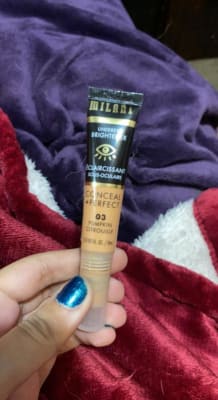 MILANI
UNDEREYE
BRIGHTENER
ÉCLAIRCISSANT
SOUS-OCULAIRE
CONCEAL
+PERFECT
03
PUMPKIN
CITROUILLE